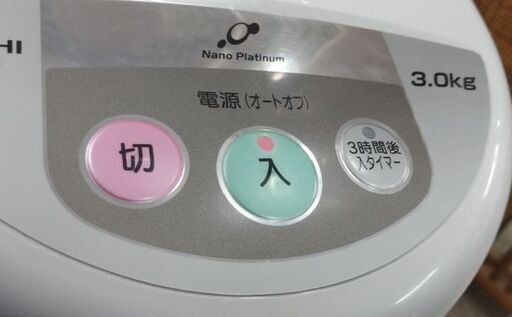 HI
Nano Platinum
3.0kg
電源(オートオフ)
切
入
3時間後
入タイマー